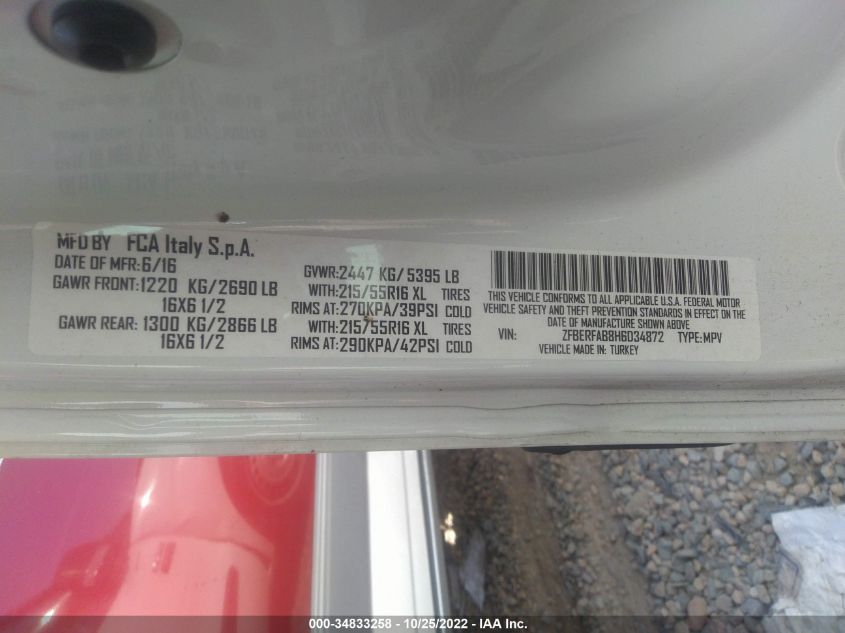 MFD BY FCA Italy S.p.A.
DATE OF MFR:6/16
GAWR FRONT:1220 KG/2690 LB
16X6 1/2
GAWR REAR: 1300 KG/2866 LB
16X6 1/2
GVWR:2447 KG/ 5395 LB
WITH:215/55R16 XL TIRES
RIMS AT:270KPA/39PSI COLD
WITH:215/55R16 XL TIRES
RIMS AT:290KPA/42PSI COLD
THIS VEHICLE CONFORMS TO ALL APPLICABLE U.S.A. FEDERAL MOTOR
VEHICLE SAFETY AND THEFT PREVENTION STANDARDS IN EFFECT ON THE
DATE OF MANUFACTURE SHOWN ABOVE
VIN: ZFBERFAB8H6D34872 TYPE:MPV
VEHICLE MADE IN: TURKEY
000-34833258 - 10/25/2022 - IAA Inc.